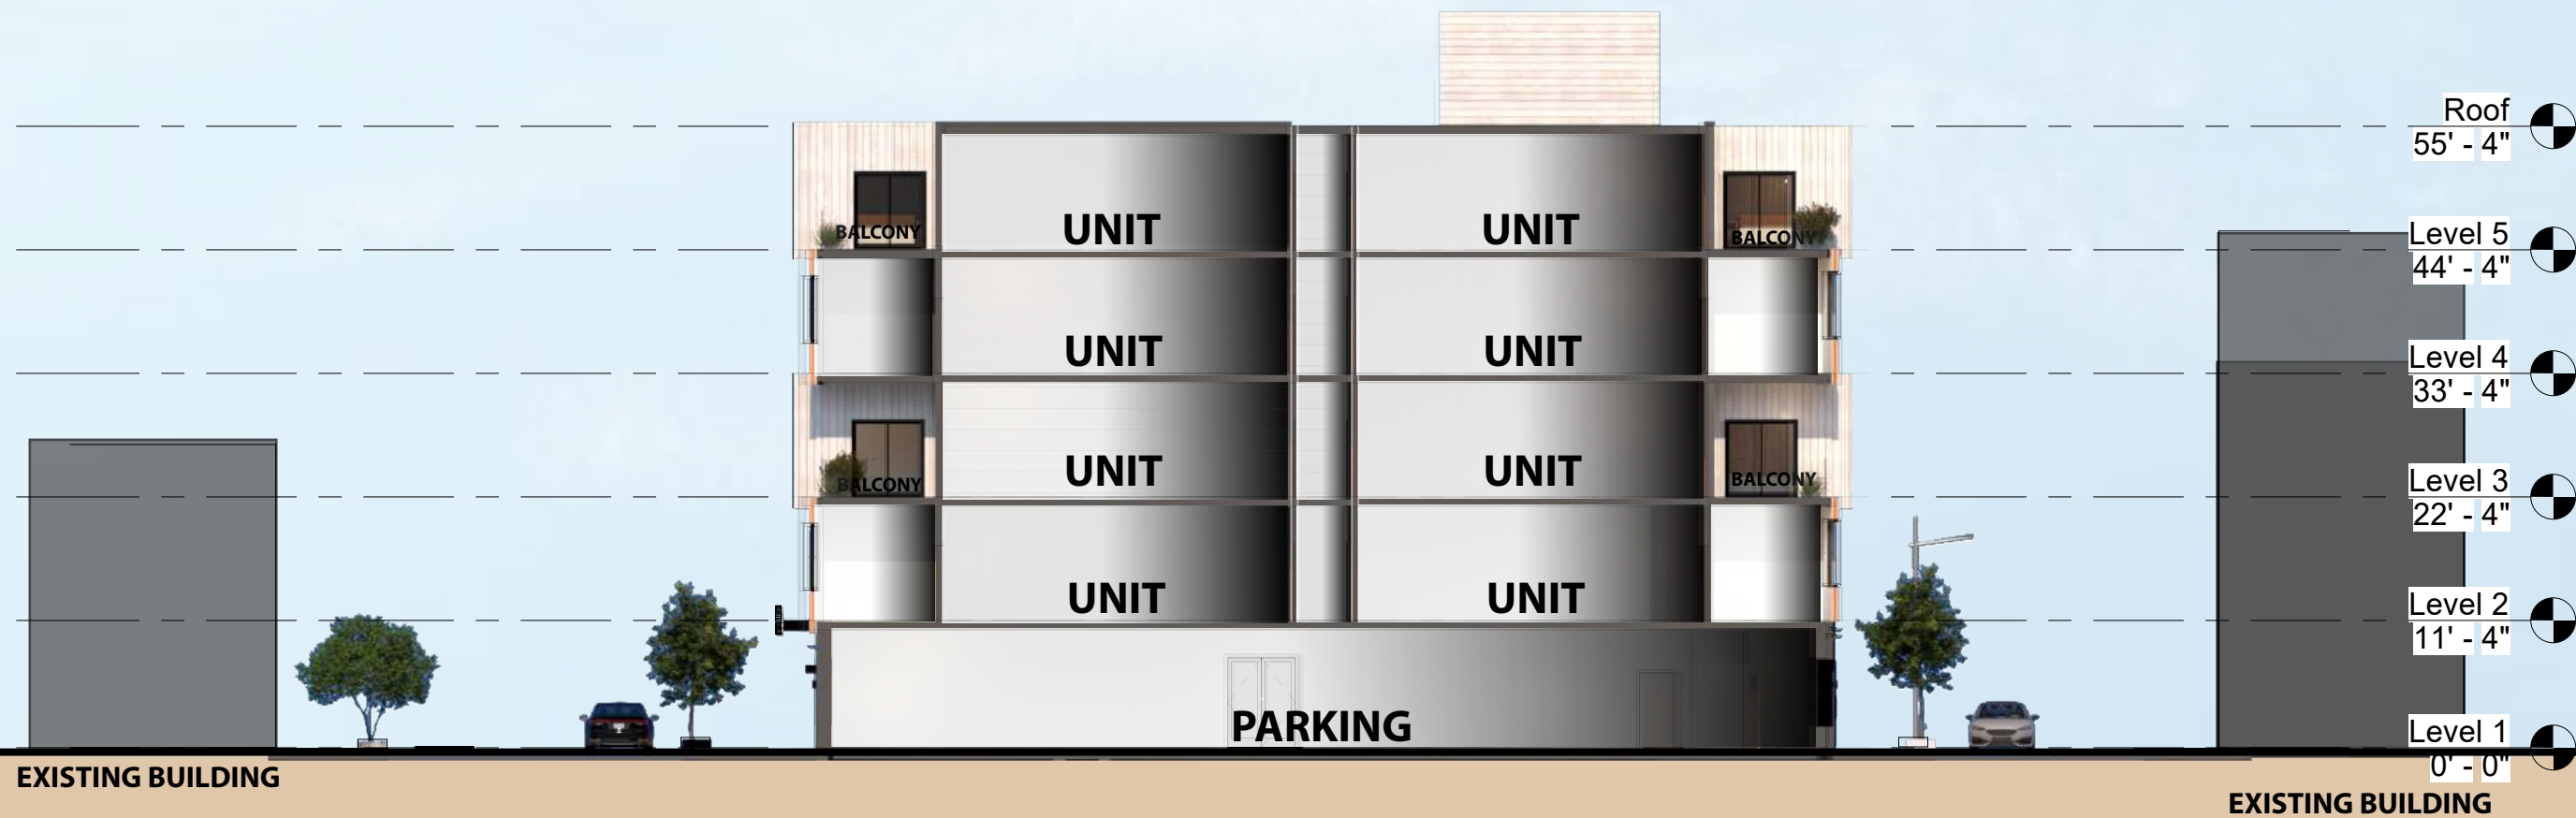 Roof
55' - 4"
UNIT
UNIT
BALCONY
BALCONY
Level 5
44' - 4"
UNIT
UNIT
Level 4
33' - 4"
UNIT
UNIT
BALCONY
BALCONY
Level 3
22' - 4"
UNIT
UNIT
Level 2
11' - 4"
PARKING
Level 1
0' - 0"
EXISTING BUILDING
EXISTING BUILDING